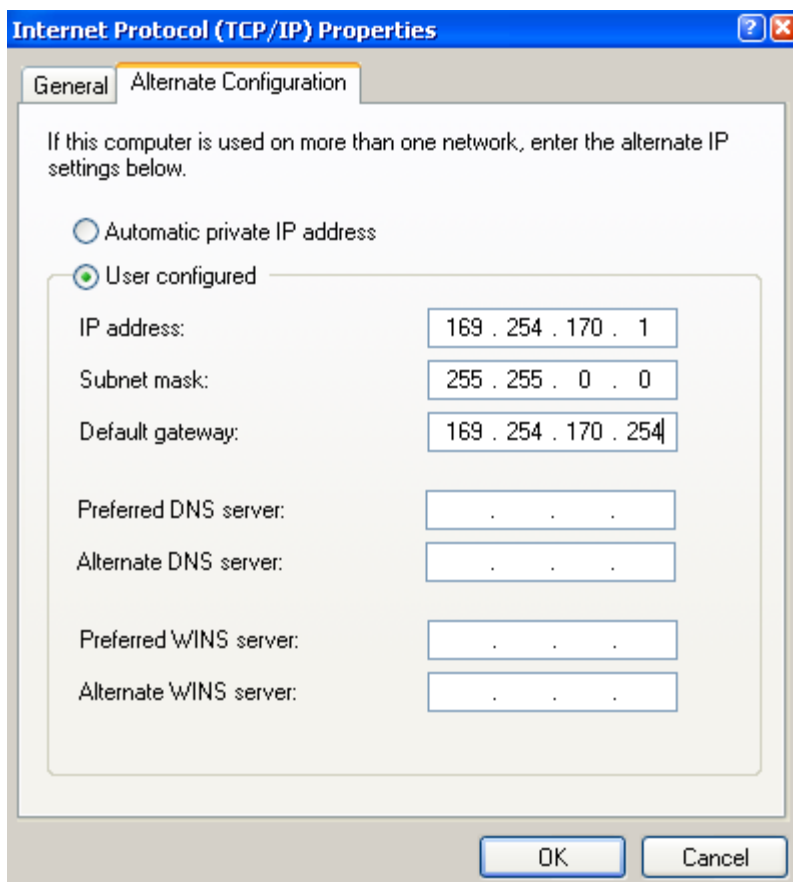 Internet Protocol (TCP/IP) Properties
General
Alternate Configuration
If this computer is used on more than one network, enter the alternate IP
settings below.
Automatic private IP address
User configured
IP address: 169 . 254 . 170 . 1
Subnet mask: 255 . 255 . 0 . 0
Default gateway: 169 . 254 . 170 . 254
Preferred DNS server: . . .
Alternate DNS server: . . .
Preferred WINS server: . . .
Alternate WINS server: . . .
OK Cancel